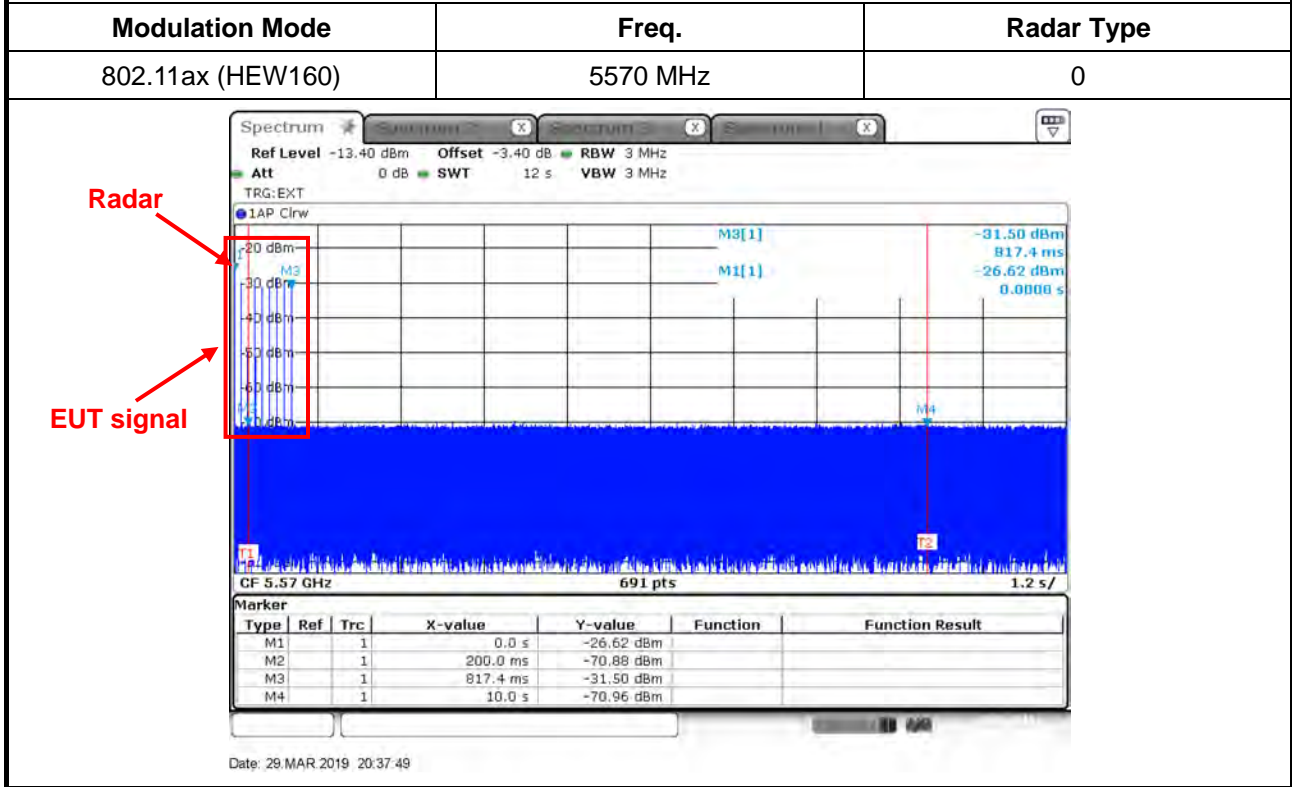 Modulation Mode Freq. Radar Type
802.11ax (HEW160) 5570 MHz 0
Spectrum X X X
Ref Level -13.40 dBm Offset -3.40 dB RBW 3 MHz
Att 0 dB SWT 12 s VBW 3 MHz
TRG:EXT
1AP Clrw
Radar
EUT signal
M3[1] -31.50 dBm
817.4 ms
M1[1] -26.62 dBm
0.0000 s
-20 dBm
M3
-30 dBm
-40 dBm
-50 dBm
-60 dBm
M4
T1 T2
CF 5.57 GHz 691 pts 1.2 s/
Marker
Type Ref Trc X-value Y-value Function Function Result
M1 1 0.0 s -26.62 dBm
M2 1 200.0 ms -70.88 dBm
M3 1 817.4 ms -31.50 dBm
M4 1 10.0 s -70.96 dBm
Date: 29.MAR.2019 20:37:49